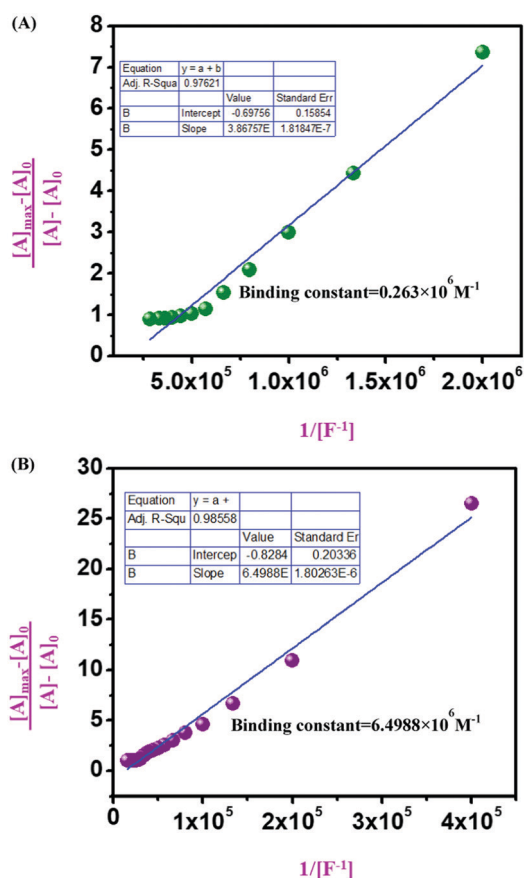 (A)
8
7
6
5
4
3
2
1
0
Equation y = a + b
Adj. R-Squa 0.97621
Value Standard Err
B Intercept -0.69756 0.15854
B Slope 3.86757E 1.81847E-7
[A]max-[A]0
[A]- [A]0
Binding constant=0.263×10⁶M⁻¹
5.0x10⁵ 1.0x10⁶ 1.5x10⁶ 2.0x10⁶
1/[F⁻¹]
(B)
30
25
20
15
10
5
0
Equation y = a +
Adj. R-Squ 0.98558
Value Standard Er
B Intercep -0.8284 0.20336
B Slope 6.4988E 1.80263E-6
[A]max-[A]0
[A]- [A]0
Binding constant=6.4988×10⁶M⁻¹
0 1x10⁵ 2x10⁵ 3x10⁵ 4x10⁵
1/[F⁻¹]